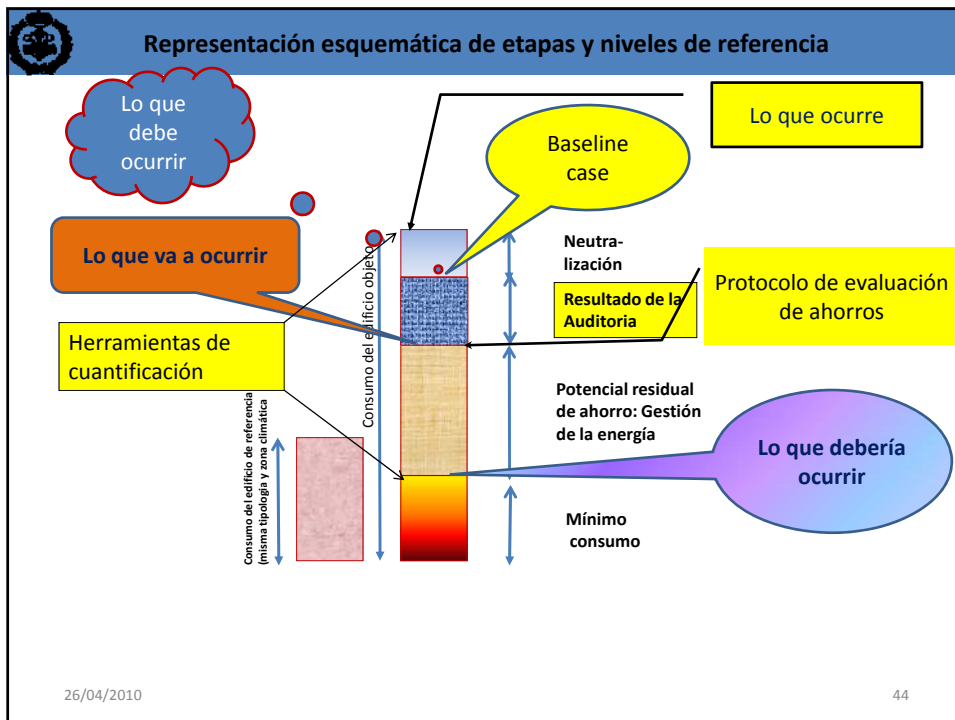 Representación esquemática de etapas y niveles de referencia
Lo que
debe
ocurrir
Lo que ocurre
Baseline
case
Lo que va a ocurrir
Neutra-
lización
Resultado de la
Auditoria
Protocolo de evaluación
de ahorros
Herramientas de
cuantificación
Consumo del edificio objeto
Potencial residual
de ahorro: Gestión
de la energía
Consumo del edificio de referencia
(misma tipologia y zona climática
Lo que debería
ocurrir
Mínimo
consumo
26/04/2010
44